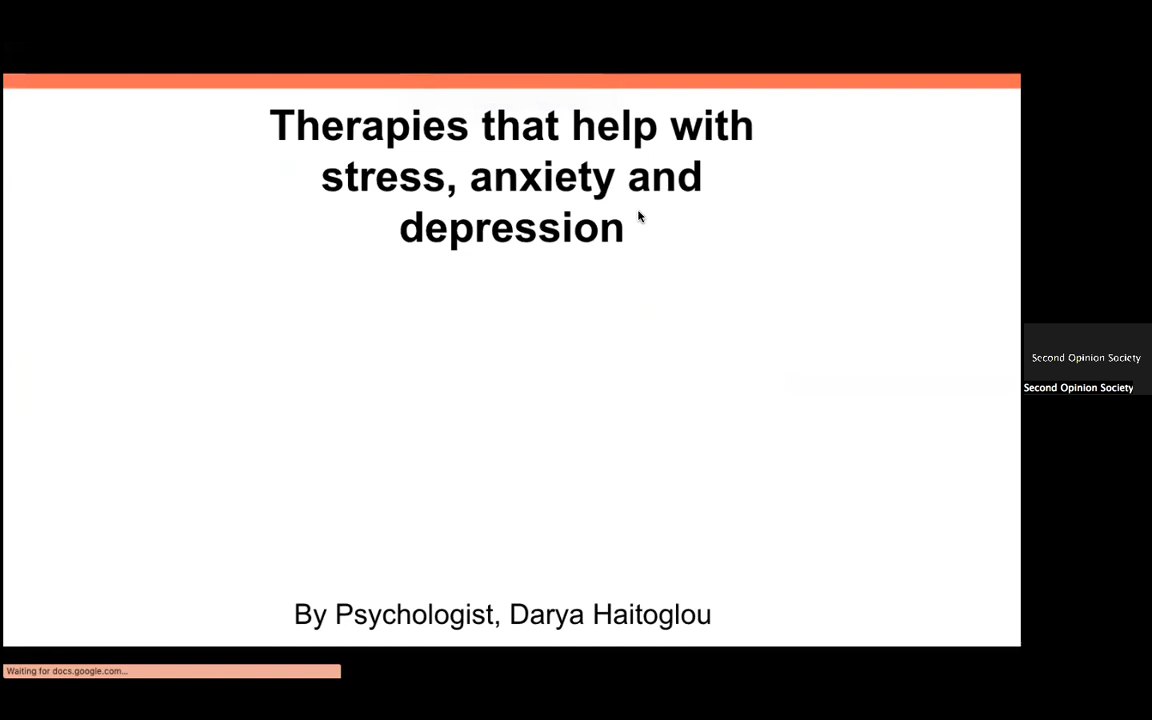 Therapies that help with
stress, anxiety and
depression
Second Opinion Society
Second Opinion Society
By Psychologist, Darya Haitoglou
Waiting for docs.google.com...